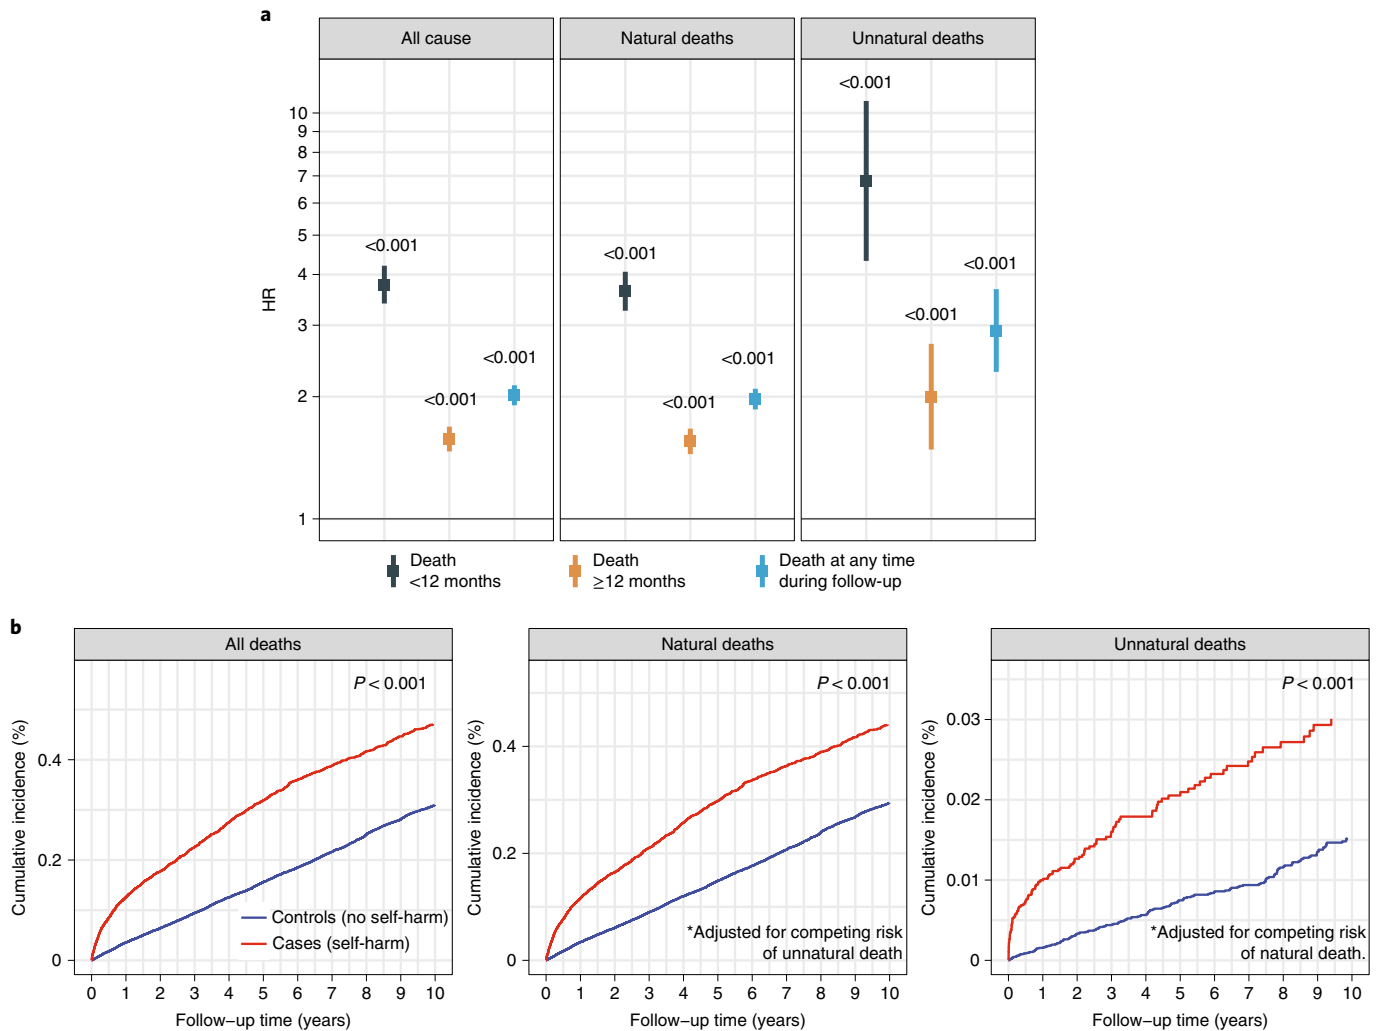 a
All cause
Natural deaths
Unnatural deaths
HR
10
9
8
7
6
5
4
3
2
1
<0.001
<0.001
<0.001
<0.001
<0.001
<0.001
<0.001
<0.001
<0.001
Death
<12 months
Death
≥12 months
Death at any time
during follow-up
b
All deaths
P < 0.001
Cumulative incidence (%)
0.4
0.2
0
Controls (no self-harm)
Cases (self-harm)
0 1 2 3 4 5 6 7 8 9 10
Follow-up time (years)
Natural deaths
P < 0.001
Cumulative incidence (%)
0.4
0.2
0
*Adjusted for competing risk
of unnatural death
0 1 2 3 4 5 6 7 8 9 10
Follow-up time (years)
Unnatural deaths
P < 0.001
Cumulative incidence (%)
0.03
0.02
0.01
0
*Adjusted for competing risk
of natural death.
0 1 2 3 4 5 6 7 8 9 10
Follow-up time (years)